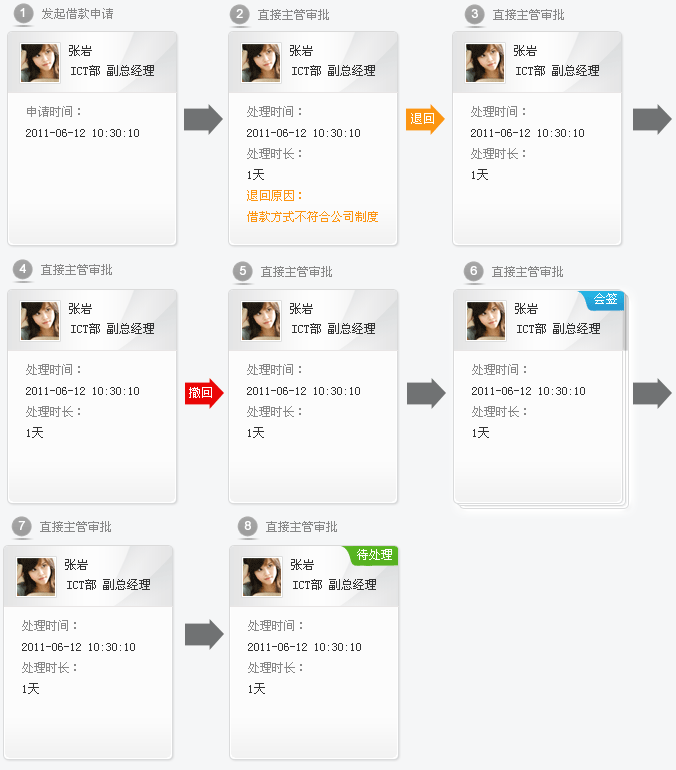 1 发起借款申请
张岩
ICT部 副总经理
申请时间：
2011-06-12 10:30:10
2 直接主管审批
张岩
ICT部 副总经理
处理时间：
2011-06-12 10:30:10
处理时长：
1天
退回原因：
借款方式不符合公司制度
退回
3 直接主管审批
张岩
ICT部 副总经理
处理时间：
2011-06-12 10:30:10
处理时长：
1天
4 直接主管审批
张岩
ICT部 副总经理
处理时间：
2011-06-12 10:30:10
处理时长：
1天
撤回
5 直接主管审批
张岩
ICT部 副总经理
处理时间：
2011-06-12 10:30:10
处理时长：
1天
6 直接主管审批
会签
张岩
ICT部 副总经理
处理时间：
2011-06-12 10:30:10
处理时长：
1天
7 直接主管审批
张岩
ICT部 副总经理
处理时间：
2011-06-12 10:30:10
处理时长：
1天
8 直接主管审批
待处理
张岩
ICT部 副总经理
处理时间：
2011-06-12 10:30:10
处理时长：
1天